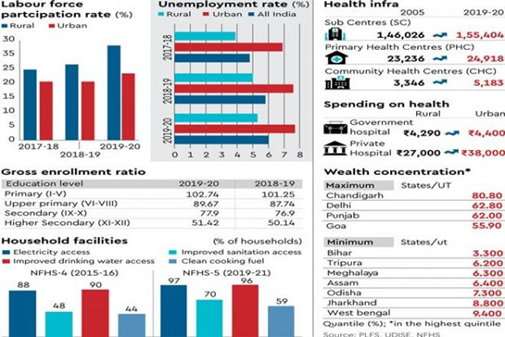 Labour force
partcipation rate (%)
Rural Urban
35
30
25
20
15
10
5
0
2017-18
2018-19
2019-20
Unemployment rate (%)
Rural Urban All India
2017-18
2018-19
2019-20
0 1 2 3 4 5 6 7 8
Gross enrollment ratio
Education level 2019-20 2018-19
Primary (I-V) 102.74 101.25
Upper primary (VI-VIII) 89.67 87.74
Secondary (IX-X) 77.9 76.9
Higher Secondary (XI-XII) 51.42 50.14
Household facilities (% of households)
Electricity access Improved sanitation access
Improved drinking water access Clean cooking fuel
NFHS-4 (2015-16)
88 48 90 44
NFHS-5 (2019-21)
97 70 96 59
Health infra
2005 2019-20
Sub Centres (SC)
1,46,026 1,55,404
Primary Health Centres (PHC)
23,236 24,918
Community Health Centres (CHC)
3,346 5,183
Spending on health
Rural Urban
Government
hospital ₹4,290 ₹4,400
Private
Hospital ₹27,000 ₹38,000
Wealth concentration*
Maximum States/UT
Chandigarh 80.80
Delhi 62.80
Punjab 62.00
Goa 55.90
Minimum States/ut
Bihar 3.300
Tripura 6.200
Meghalaya 6.300
Assam 6.400
Odisha 7.300
Jharkhand 8.800
West bengal 9.400
Quantile (%); *in the highest quintile
Source: PLFS, UDISE, NFHS